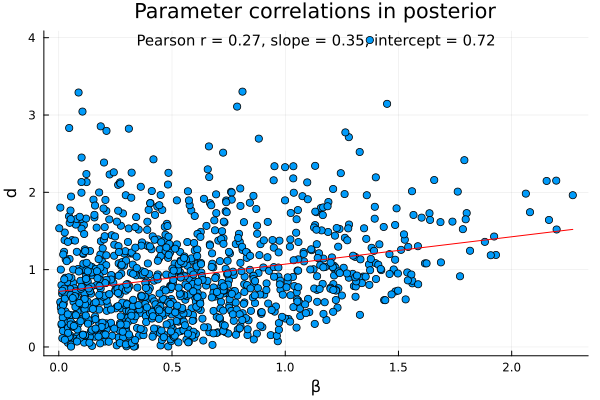 Parameter correlations in posterior
Pearson r = 0.27, slope = 0.35, intercept = 0.72
4
3
2
1
0
d
0.0 0.5 1.0 1.5 2.0
β